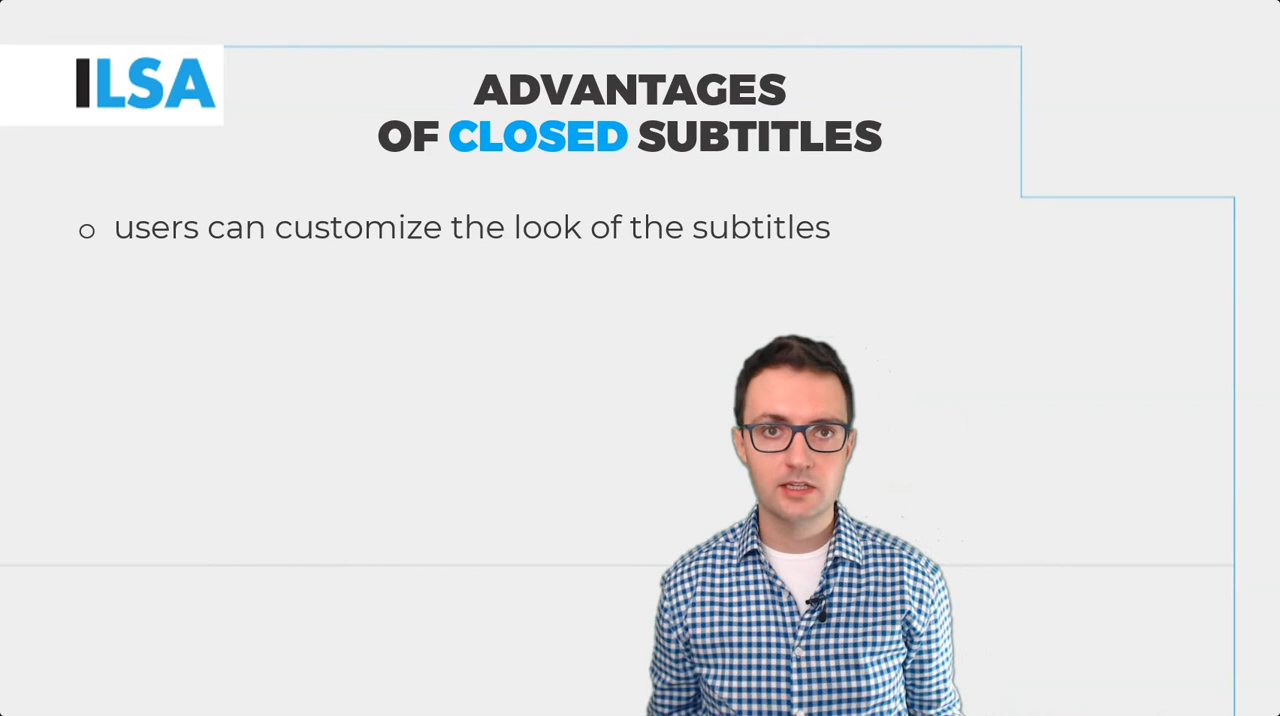 ILSA
ADVANTAGES
OF CLOSED SUBTITLES
o users can customize the look of the subtitles